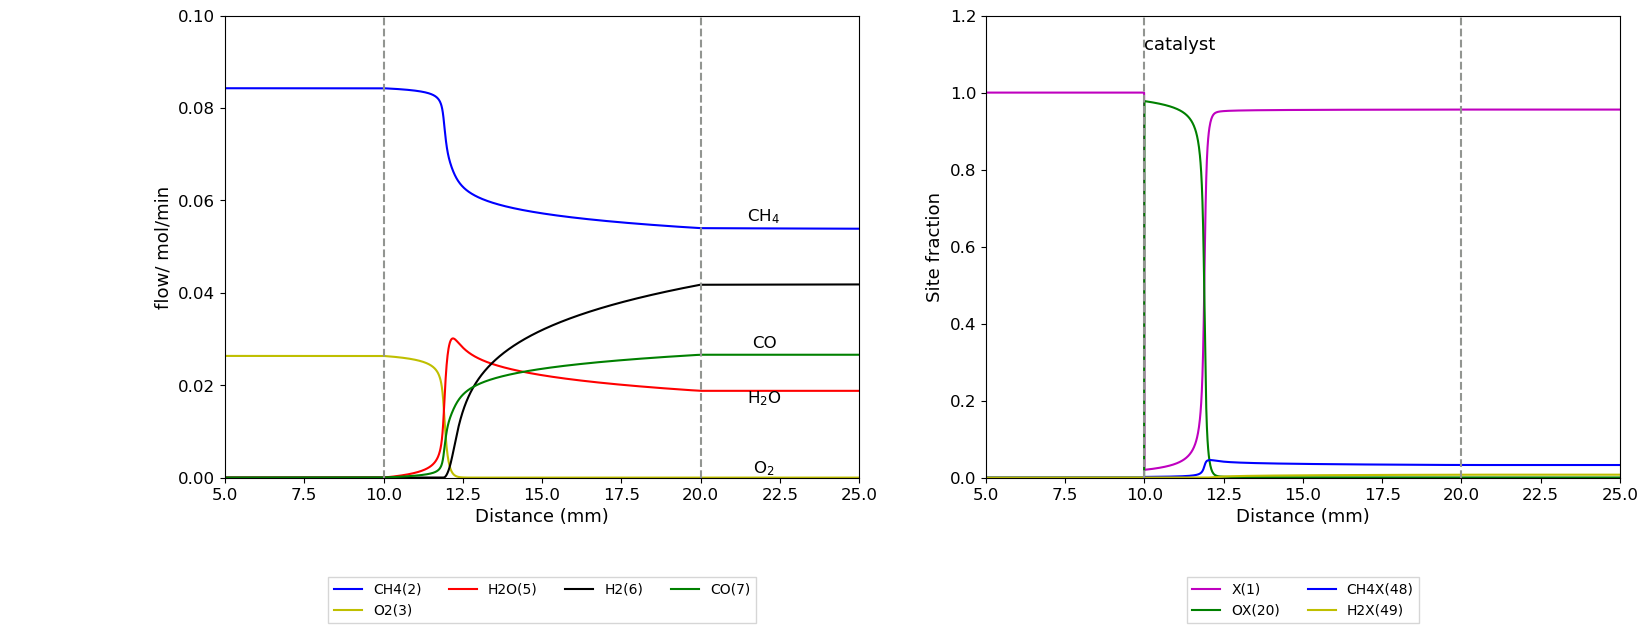 0.10
0.08
0.06
0.04
0.02
0.00
flow/ mol/min
CH4
CO
H2O
O2
5.0 7.5 10.0 12.5 15.0 17.5 20.0 22.5 25.0
Distance (mm)
CH4(2) H2O(5) H2(6) CO(7)
O2(3)
1.2
1.0
0.8
0.6
0.4
0.2
0.0
Site fraction
catalyst
5.0 7.5 10.0 12.5 15.0 17.5 20.0 22.5 25.0
Distance (mm)
X(1) CH4X(48)
OX(20) H2X(49)